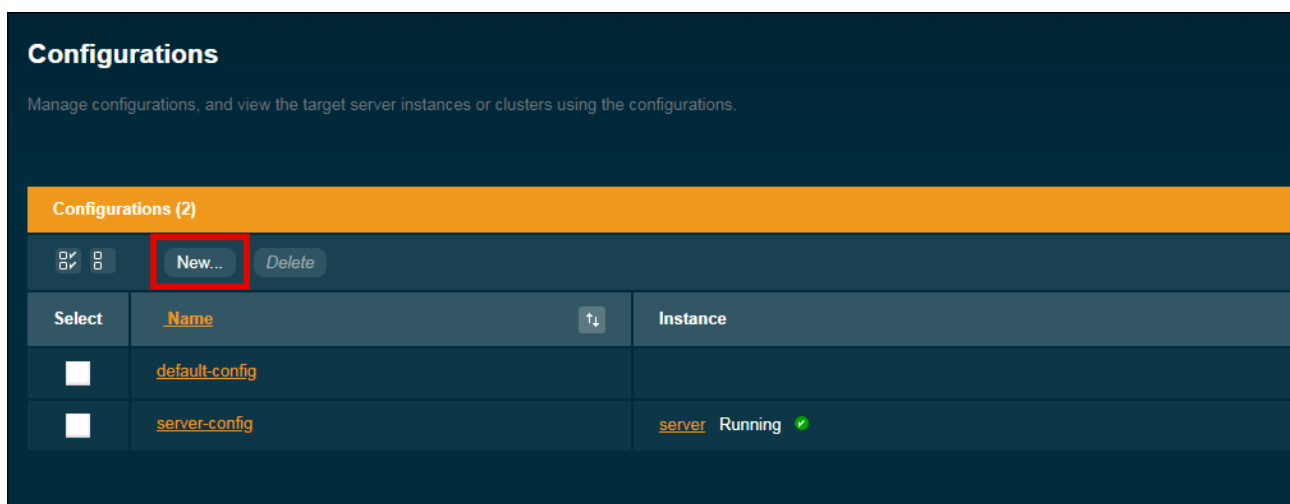 Configurations
Manage configurations, and view the target server instances or clusters using the configurations.
Configurations (2)
New... Delete
Select Name Instance
default-config
server-config server Running